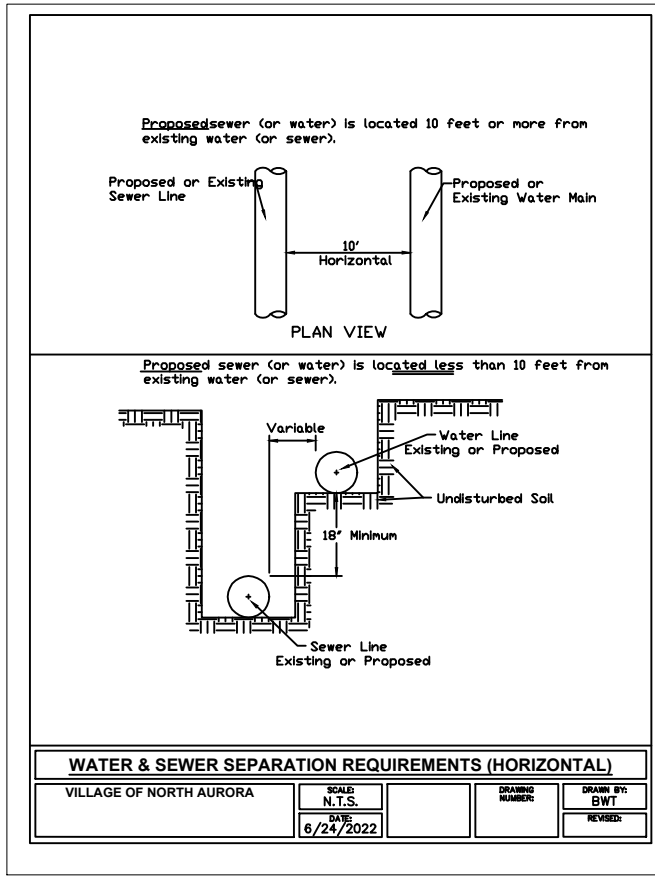 Proposedsewer (or water) is located 10 feet or more from
existing water (or sewer).
Proposed or Existing
Sewer Line
Proposed or
Existing Water Main
10'
Horizontal
PLAN VIEW
Proposed sewer (or water) is located less than 10 feet from
existing water (or sewer).
Variable
Water Line
Existing or Proposed
Undisturbed Soil
18" Minimum
Sewer Line
Existing or Proposed
WATER & SEWER SEPARATION REQUIREMENTS (HORIZONTAL)
VILLAGE OF NORTH AURORA
SCALE:
N.T.S.
DATE:
6/24/2022
DRAWING
NUMBER:
DRAWN BY:
BWT
REVISED: